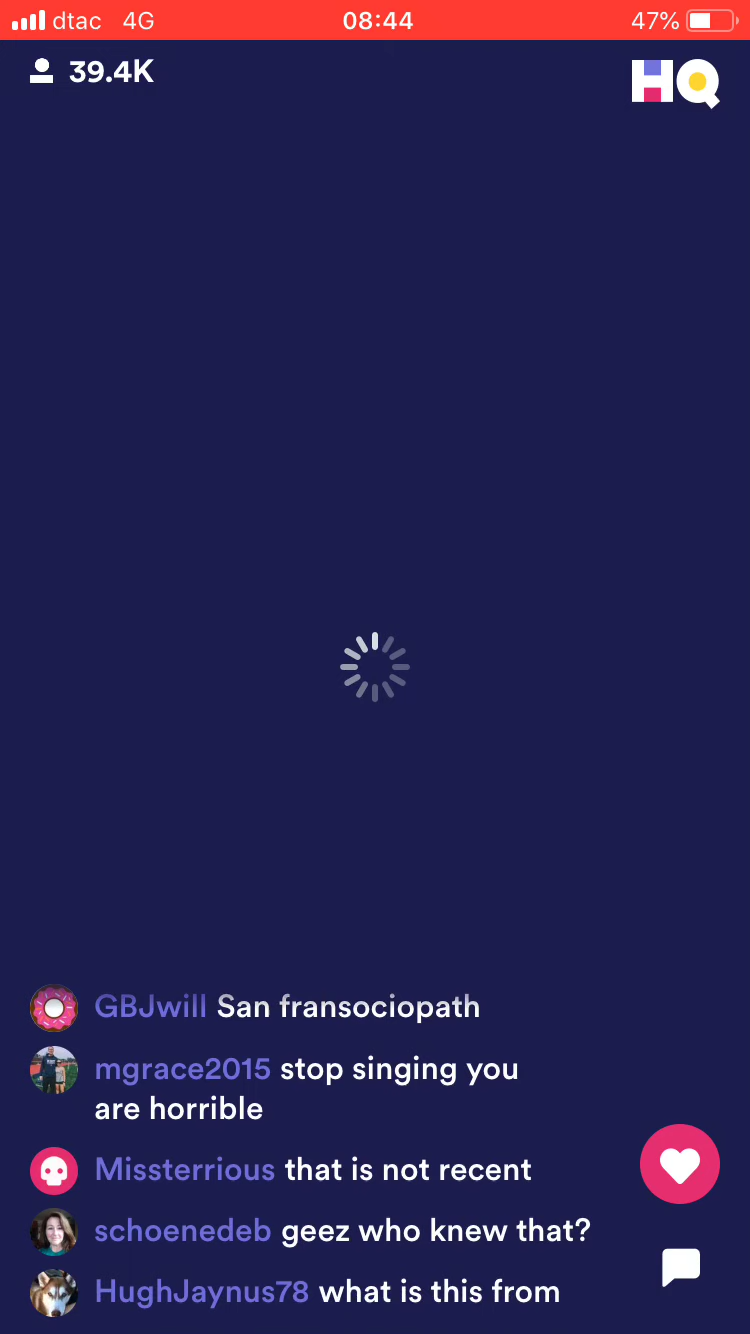 dtac 4G 08:44 47%
39.4K HQ
GBJwill San fransociopath
mgrace2015 stop singing you
are horrible
Missterrious that is not recent
schoenedeb geez who knew that?
HughJaynus78 what is this from